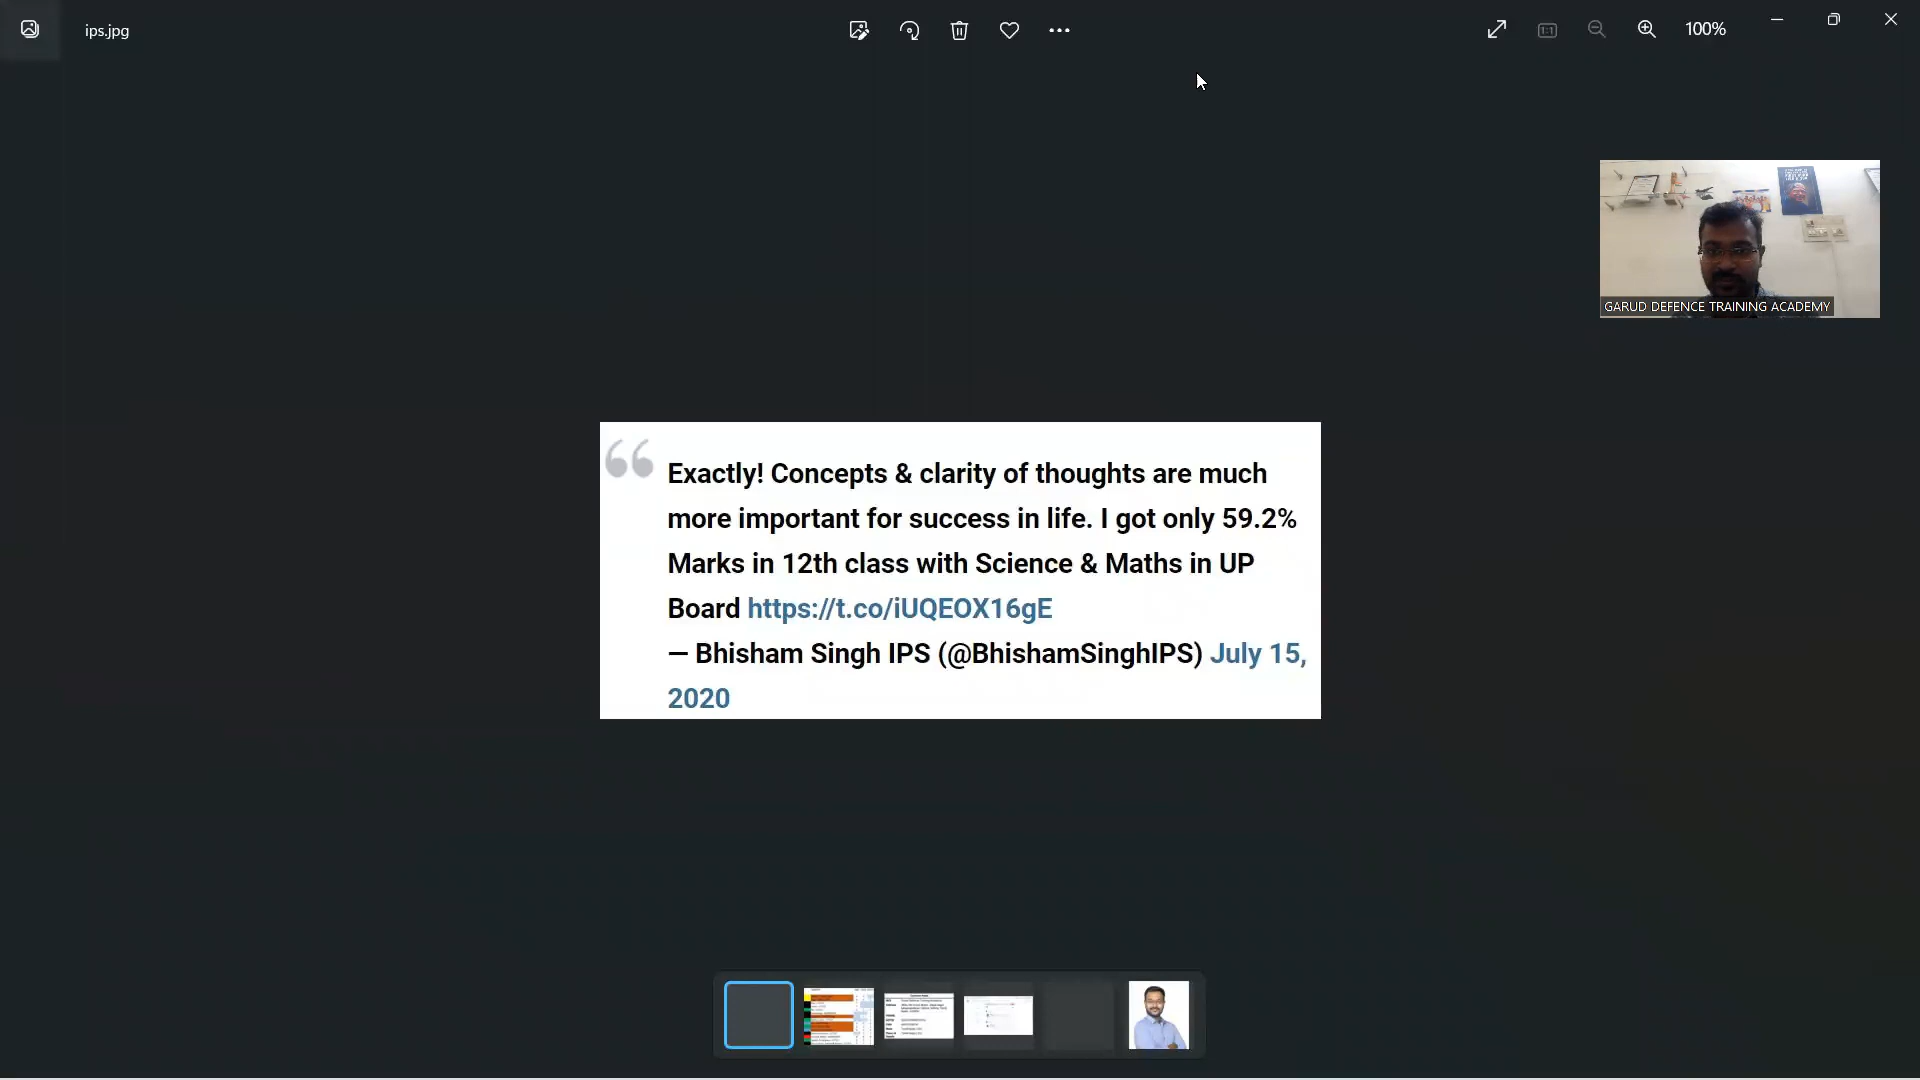 ips.jpg
1:1
100%
GARUD DEFENCE TRAINING ACADEMY
“ Exactly! Concepts & clarity of thoughts are much
more important for success in life. I got only 59.2%
Marks in 12th class with Science & Maths in UP
Board https://t.co/iUQEOX16gE
— Bhisham Singh IPS (@BhishamSinghIPS) July 15,
2020